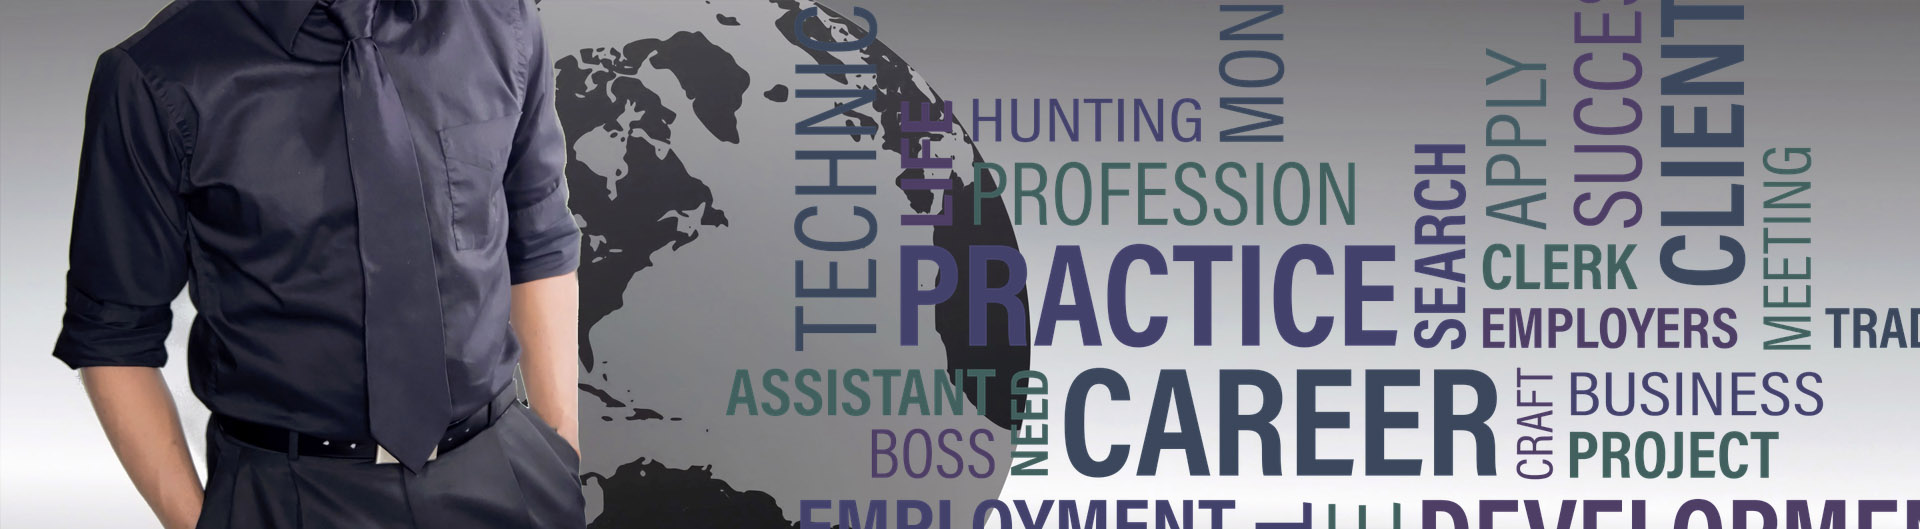 TECHNIC
LIFE
HUNTING
MON
PROFESSION
PRACTICE
SEARCH
APPLY
SUCCES
CLIENT
MEETING
CLERK
EMPLOYERS
TRAD
ASSISTANT
NEED
BOSS
CAREER
CRAFT
BUSINESS
PROJECT
EMPLOYMENT
DEVELOPME